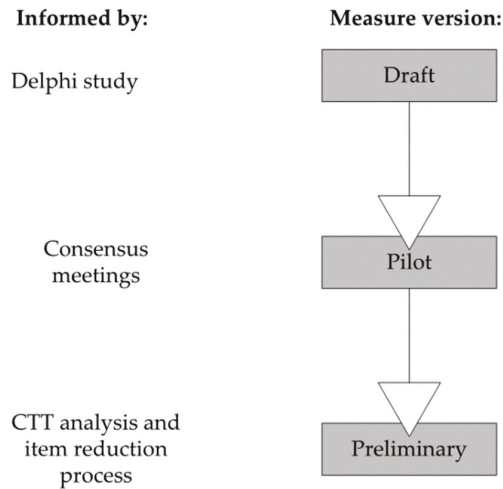 Informed by:
Measure version:
Delphi study
Draft
Consensus
meetings
Pilot
CTT analysis and
item reduction
process
Preliminary